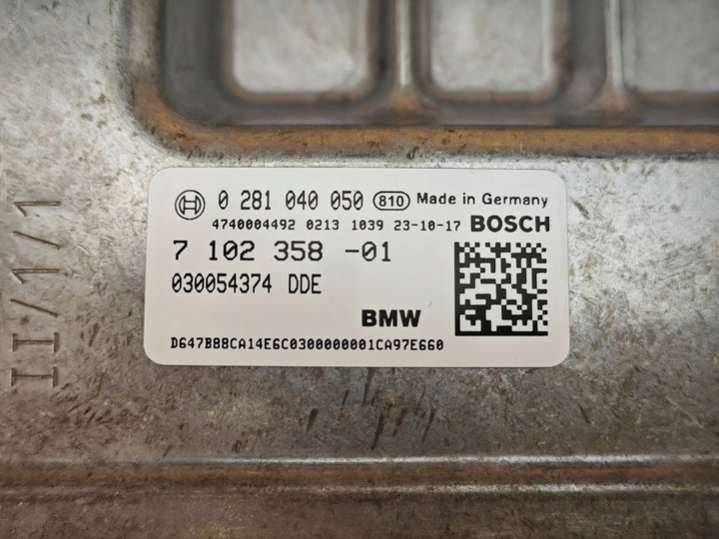 0 281 040 050 810 Made in Germany
4740004492 0213 1039 23-10-17 BOSCH
7 102 358 -01
030054374 DDE
BMW
D647B88CA14E6C0300000001CA97E660
II/1/1